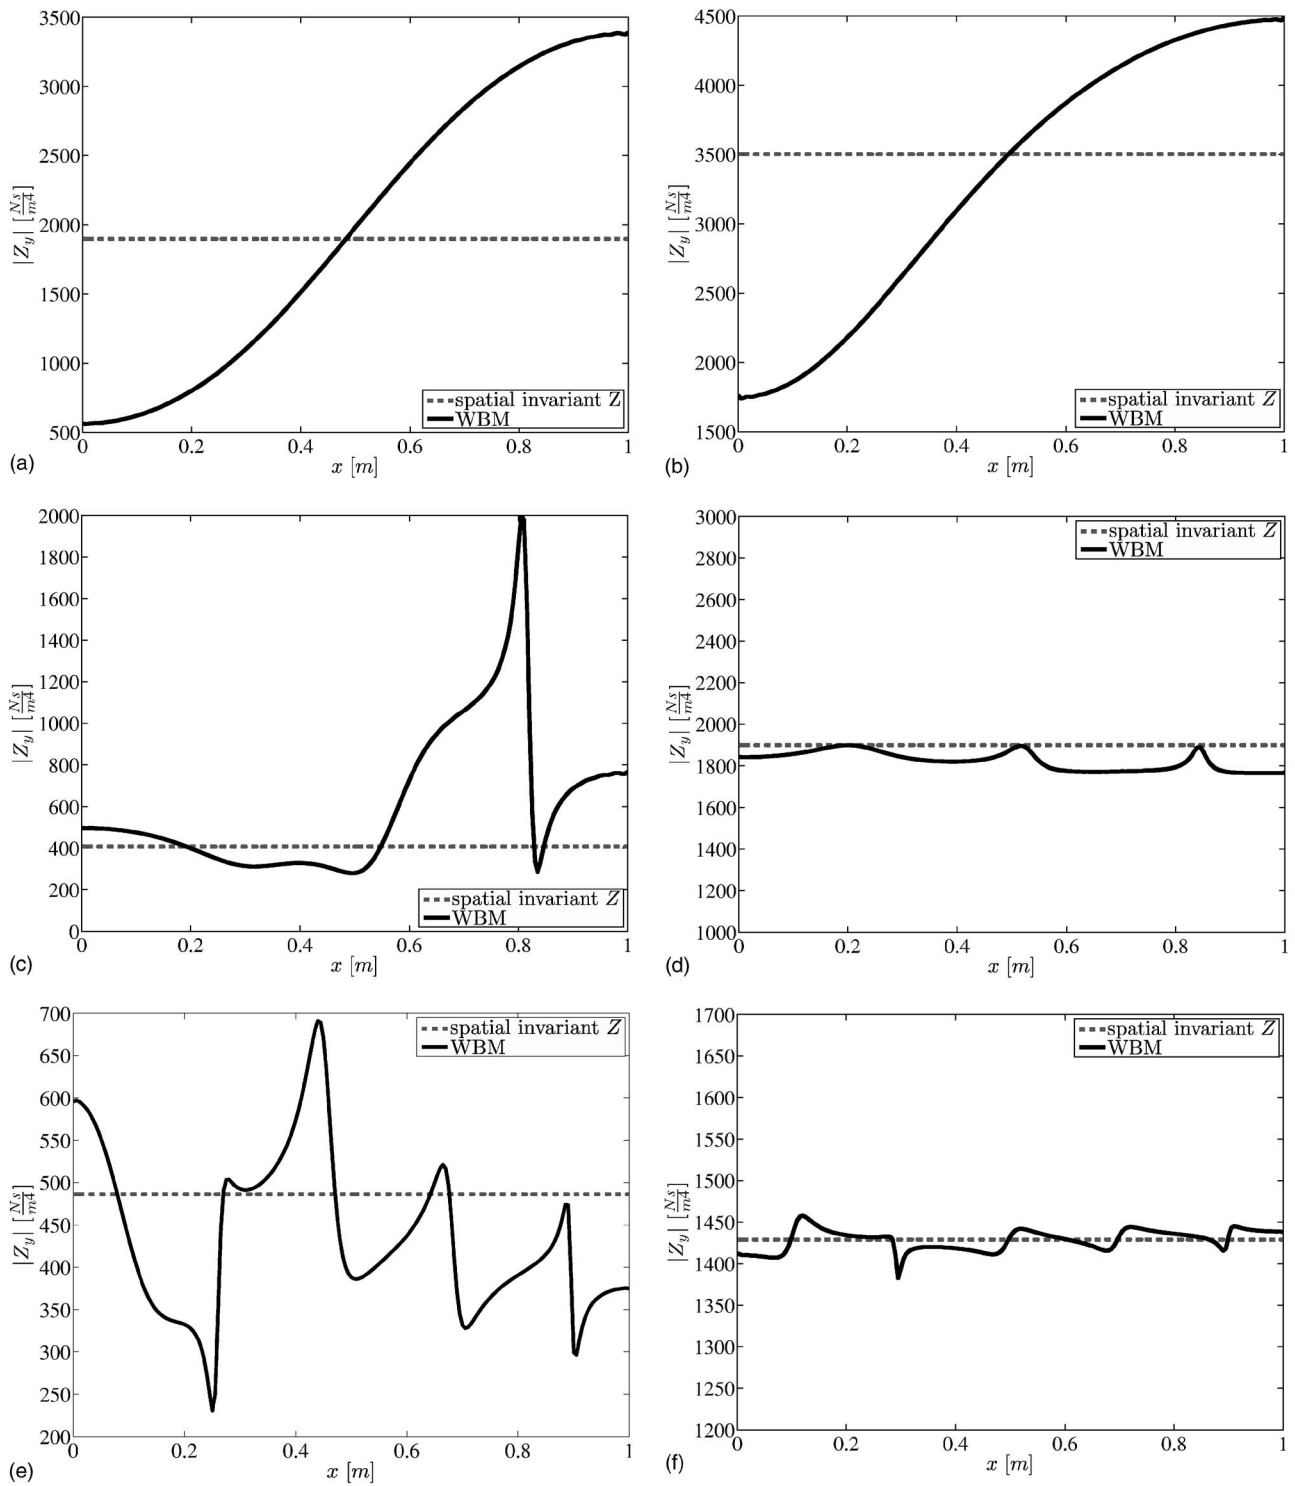 3500
3000
2500
2000
1500
1000
500
|Z_y| [Ns/m4]
0 0.2 0.4 0.6 0.8 1
x [m]
spatial invariant Z
WBM
(a)
4500
4000
3500
3000
2500
2000
1500
|Z_y| [Ns/m4]
0 0.2 0.4 0.6 0.8 1
x [m]
spatial invariant Z
WBM
(b)
2000
1800
1600
1400
1200
1000
800
600
400
200
0
|Z_y| [Ns/m4]
0 0.2 0.4 0.6 0.8 1
x [m]
spatial invariant Z
WBM
(c)
3000
2800
2600
2400
2200
2000
1800
1600
1400
1200
1000
|Z_y| [Ns/m4]
0 0.2 0.4 0.6 0.8 1
x [m]
spatial invariant Z
WBM
(d)
700
650
600
550
500
450
400
350
300
250
200
|Z_y| [Ns/m4]
0 0.2 0.4 0.6 0.8 1
x [m]
spatial invariant Z
WBM
(e)
1700
1650
1600
1550
1500
1450
1400
1350
1300
1250
1200
|Z_y| [Ns/m4]
0 0.2 0.4 0.6 0.8 1
x [m]
spatial invariant Z
WBM
(f)